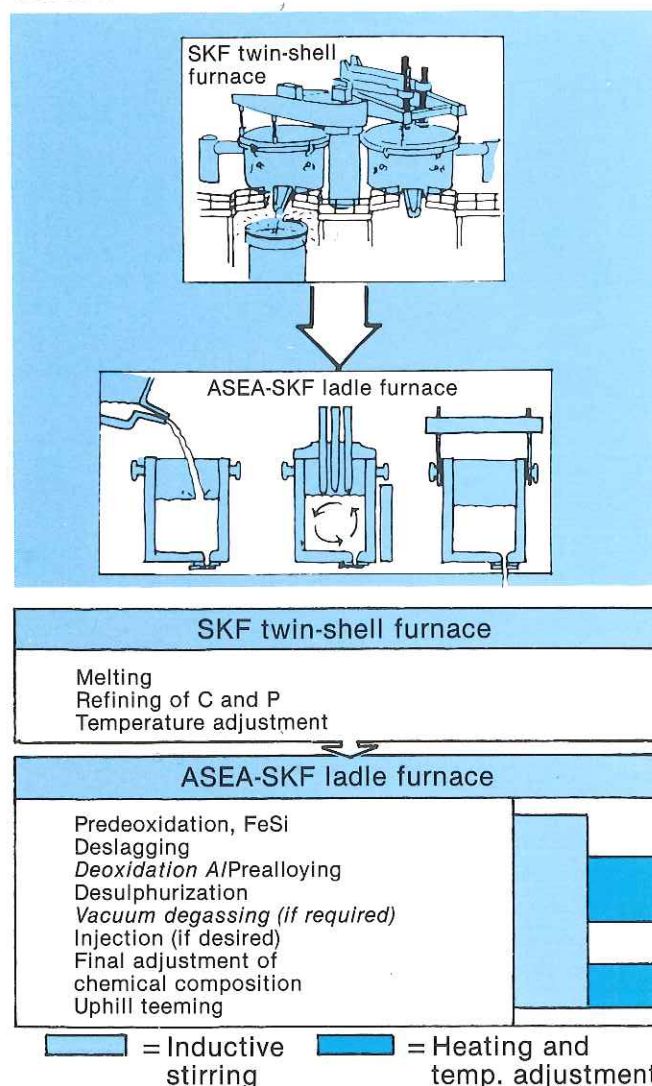 SKF twin-shell
furnace
ASEA-SKF ladle furnace
SKF twin-shell furnace
Melting
Refining of C and P
Temperature adjustment
ASEA-SKF ladle furnace
Predeoxidation, FeSi
Deslagging
Deoxidation Al/Prealloying
Desulphurization
Vacuum degassing (if required)
Injection (if desired)
Final adjustment of
chemical composition
Uphill teeming
= Inductive
stirring
= Heating and
temp. adjustment